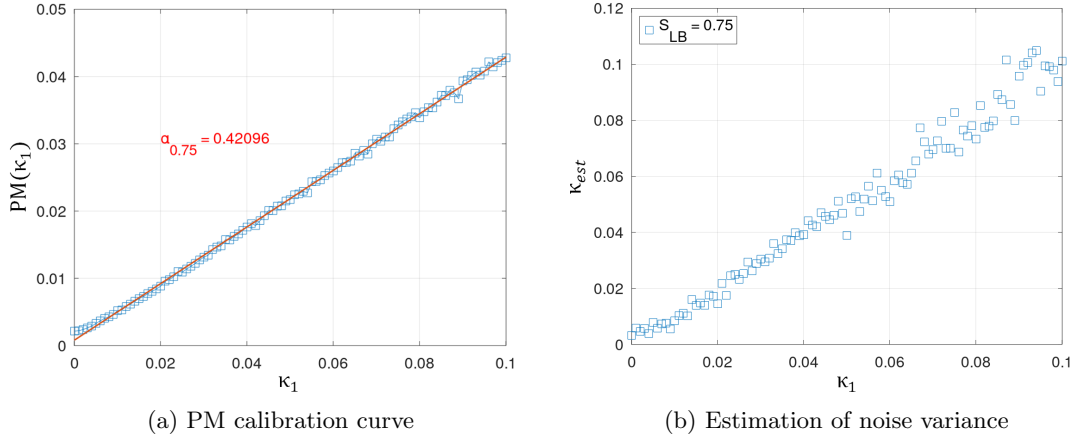 0.05
0.04
0.03
0.02
0.01
0
PM(κ₁)
α₀.₇₅ = 0.42096
0 0.02 0.04 0.06 0.08 0.1
κ₁
(a) PM calibration curve
0.12
0.1
0.08
0.06
0.04
0.02
0
κest
S_LB = 0.75
0 0.02 0.04 0.06 0.08 0.1
κ₁
(b) Estimation of noise variance